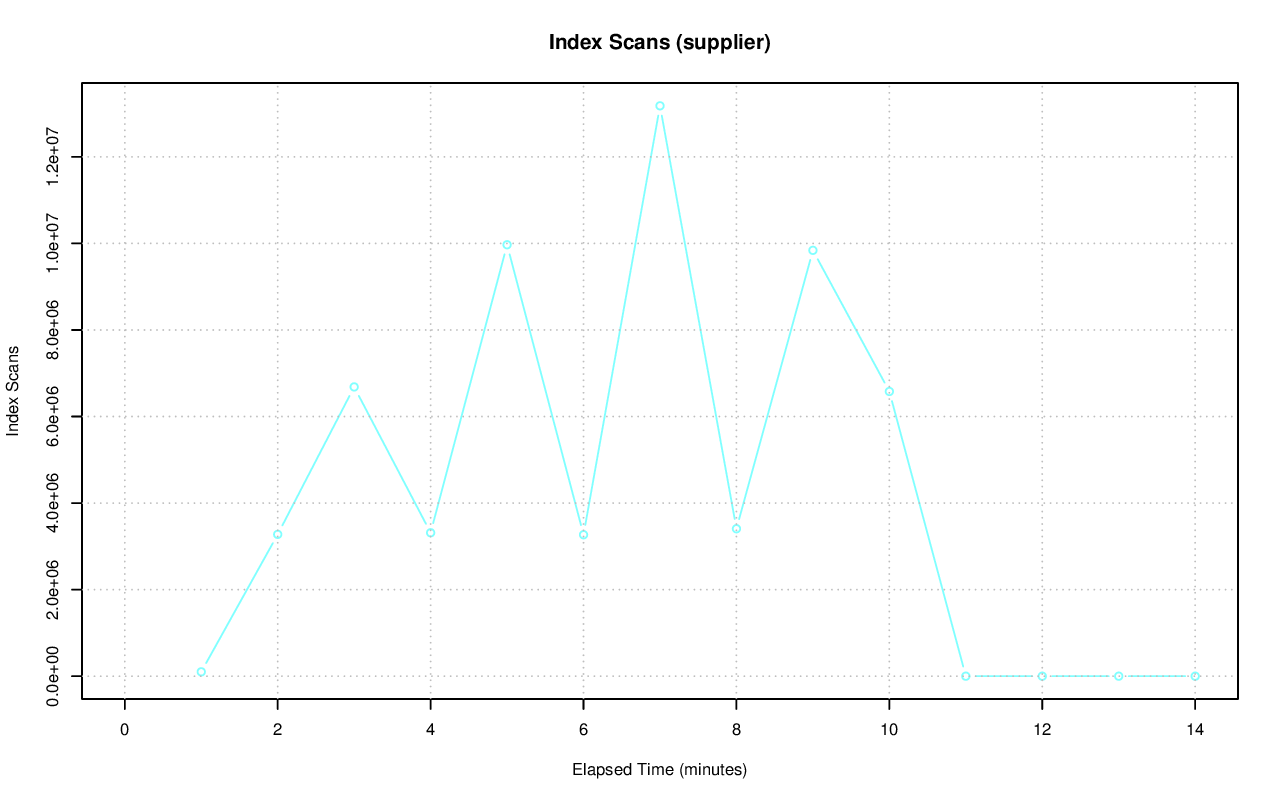 Index Scans (supplier)
Index Scans
1.2e+07
1.0e+07
8.0e+06
6.0e+06
4.0e+06
2.0e+06
0.0e+00
0 2 4 6 8 10 12 14
Elapsed Time (minutes)